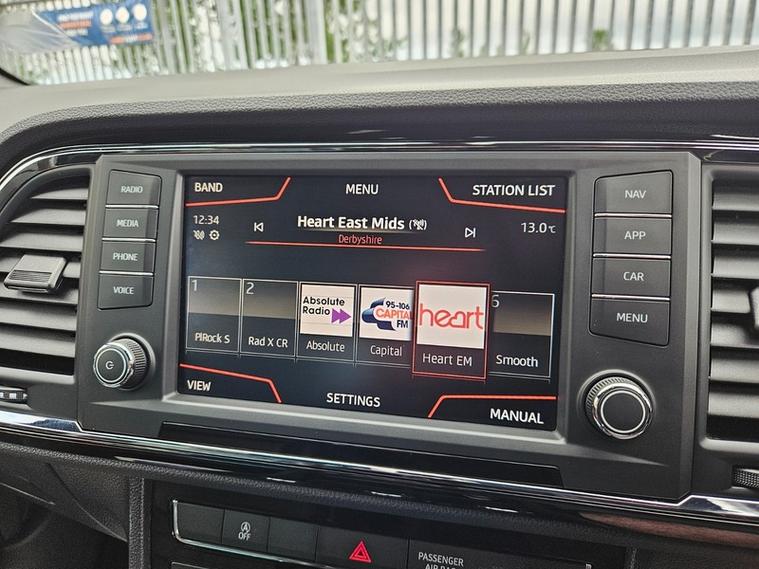 RADIO
MEDIA
PHONE
VOICE
BAND
MENU
STATION LIST
12:34
Heart East Mids
13.0°C
Derbyshire
1
PlRock S
2
Rad X CR
Absolute
Radio
Absolute
95-106
CAPITAL
FM
Capital
heart
Heart EM
6
Smooth
VIEW
SETTINGS
MANUAL
NAV
APP
CAR
MENU
A
OFF
PASSENGER